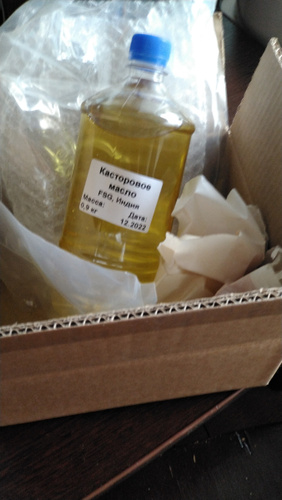 Касторовое
масло
FSG, Индия
Масса: Дата:
0,9 кг 12.2022